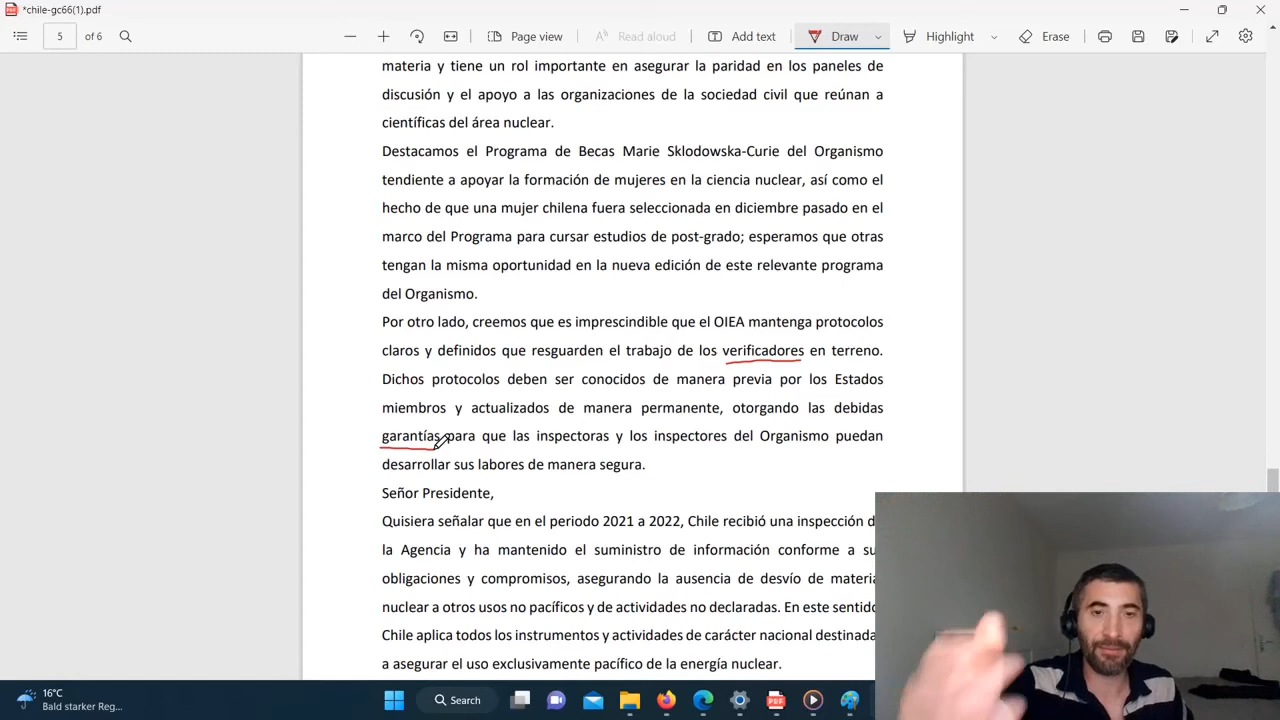 *chile-gc66(1).pdf
5 of 6
Page view
Read aloud
Add text
Draw
Highlight
Erase
materia y tiene un rol importante en asegurar la paridad en los paneles de
discusión y el apoyo a las organizaciones de la sociedad civil que reúnan a
científicas del área nuclear.
Destacamos el Programa de Becas Marie Sklodowska-Curie del Organismo
tendiente a apoyar la formación de mujeres en la ciencia nuclear, así como el
hecho de que una mujer chilena fuera seleccionada en diciembre pasado en el
marco del Programa para cursar estudios de post-grado; esperamos que otras
tengan la misma oportunidad en la nueva edición de este relevante programa
del Organismo.
Por otro lado, creemos que es imprescindible que el OIEA mantenga protocolos
claros y definidos que resguarden el trabajo de los verificadores en terreno.
Dichos protocolos deben ser conocidos de manera previa por los Estados
miembros y actualizados de manera permanente, otorgando las debidas
garantías para que las inspectoras y los inspectores del Organismo puedan
desarrollar sus labores de manera segura.
Señor Presidente,
Quisiera señalar que en el periodo 2021 a 2022, Chile recibió una inspección
la Agencia y ha mantenido el suministro de información conforme a
obligaciones y compromisos, asegurando la ausencia de desvío de
nuclear a otros usos no pacíficos y de actividades no declaradas. En este
Chile aplica todos los instrumentos y actividades de carácter nacional
a asegurar el uso exclusivamente pacífico de la energía nuclear.
16°C
Bald starker Reg...
Search